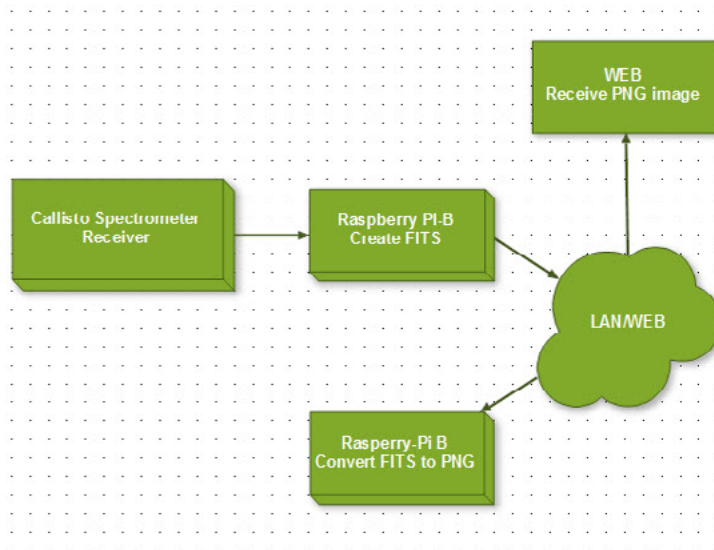 WEB
Receive PNG image
Callisto Spectrometer
Receiver
Raspberry PI-B
Create FITS
LAN/WEB
Rasperry-Pi B
Convert FITS to PNG